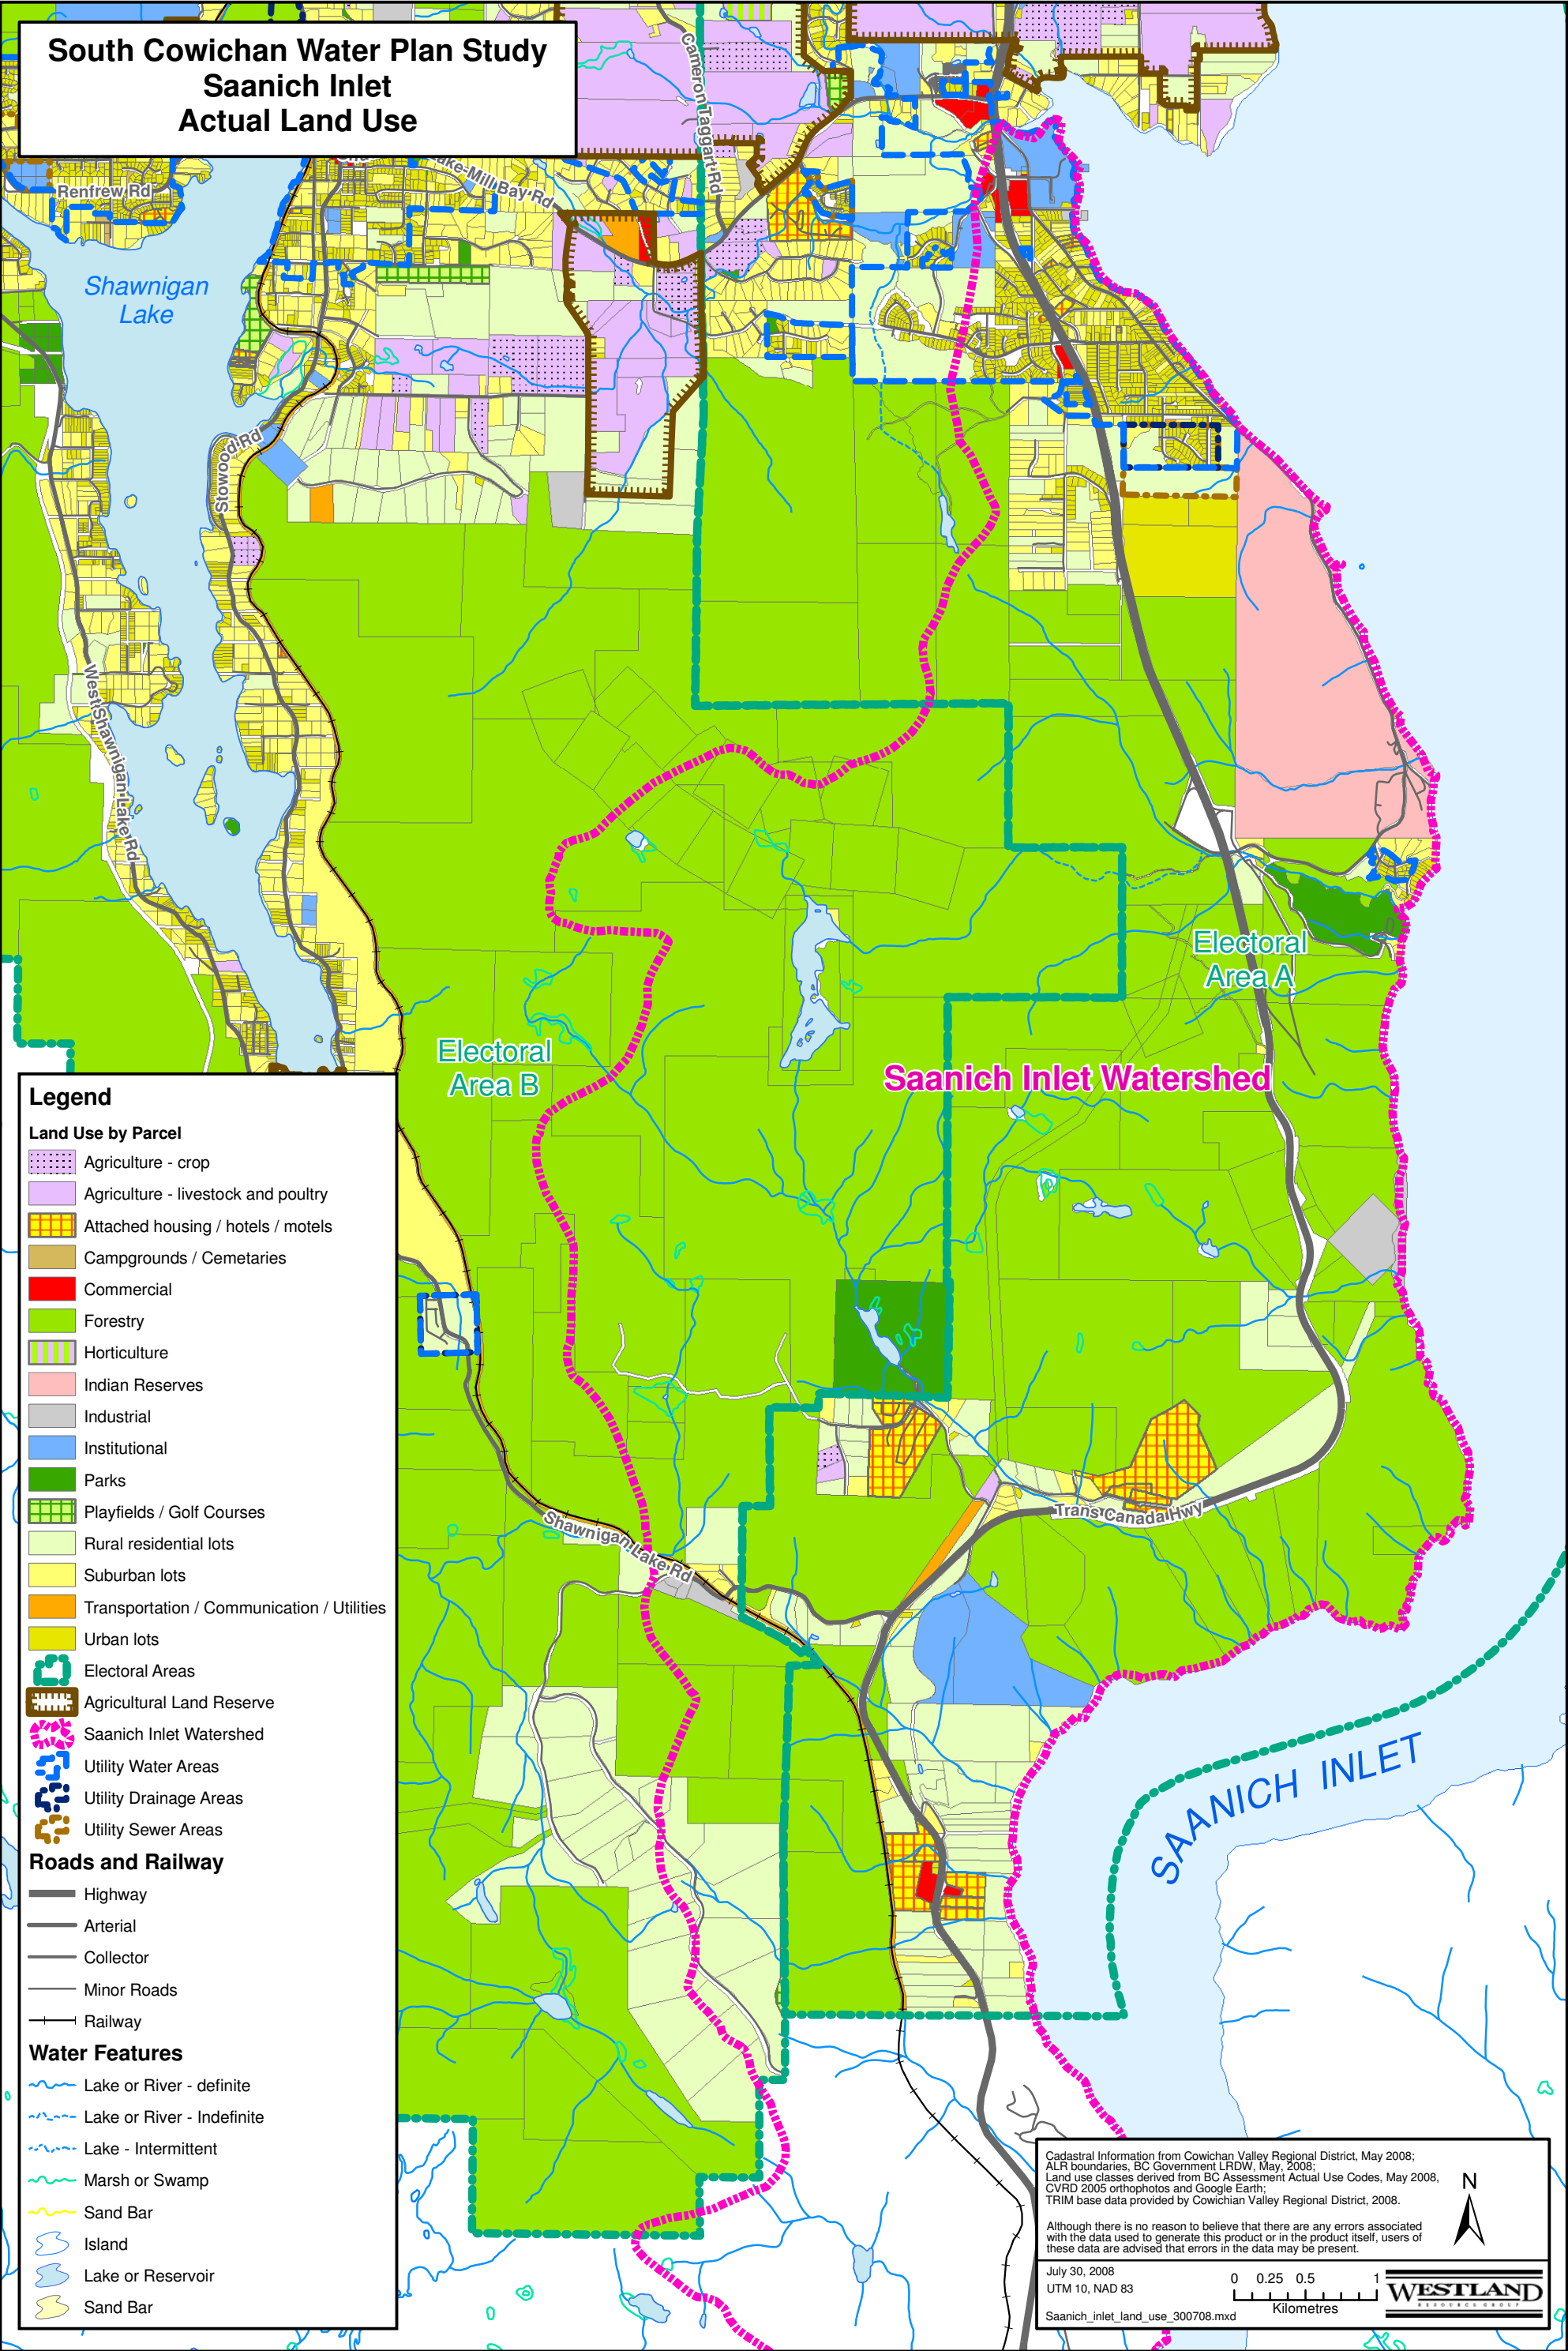 South Cowichan Water Plan Study
Saanich Inlet
Actual Land Use
Cameron Taggart Rd
Lake-Mill Bay Rd
Renfrew Rd
Shawnigan
Lake
Stowood Rd
West Shawnigan Lake Rd
Electoral
Area A
Electoral
Area B
Saanich Inlet Watershed
Trans Canada Hwy
Shawnigan Lake Rd
SAANICH INLET
Legend
Land Use by Parcel
Agriculture - crop
Agriculture - livestock and poultry
Attached housing / hotels / motels
Campgrounds / Cemetaries
Commercial
Forestry
Horticulture
Indian Reserves
Industrial
Institutional
Parks
Playfields / Golf Courses
Rural residential lots
Suburban lots
Transportation / Communication / Utilities
Urban lots
Electoral Areas
Agricultural Land Reserve
Saanich Inlet Watershed
Utility Water Areas
Utility Drainage Areas
Utility Sewer Areas
Roads and Railway
Highway
Arterial
Collector
Minor Roads
Railway
Water Features
Lake or River - definite
Lake or River - Indefinite
Lake - Intermittent
Marsh or Swamp
Sand Bar
Island
Lake or Reservoir
Sand Bar
Cadastral Information from Cowichan Valley Regional District, May 2008;
ALR boundaries, BC Government LRDW, May, 2008;
Land use classes derived from BC Assessment Actual Use Codes, May 2008,
CVRD 2005 orthophotos and Google Earth;
TRIM base data provided by Cowichian Valley Regional District, 2008.
Although there is no reason to believe that there are any errors associated
with the data used to generate this product or in the product itself, users of
these data are advised that errors in the data may be present.
N
July 30, 2008
UTM 10, NAD 83
Saanich_inlet_land_use_300708.mxd
0 0.25 0.5 1
Kilometres
WESTLAND
RESOURCE GROUP